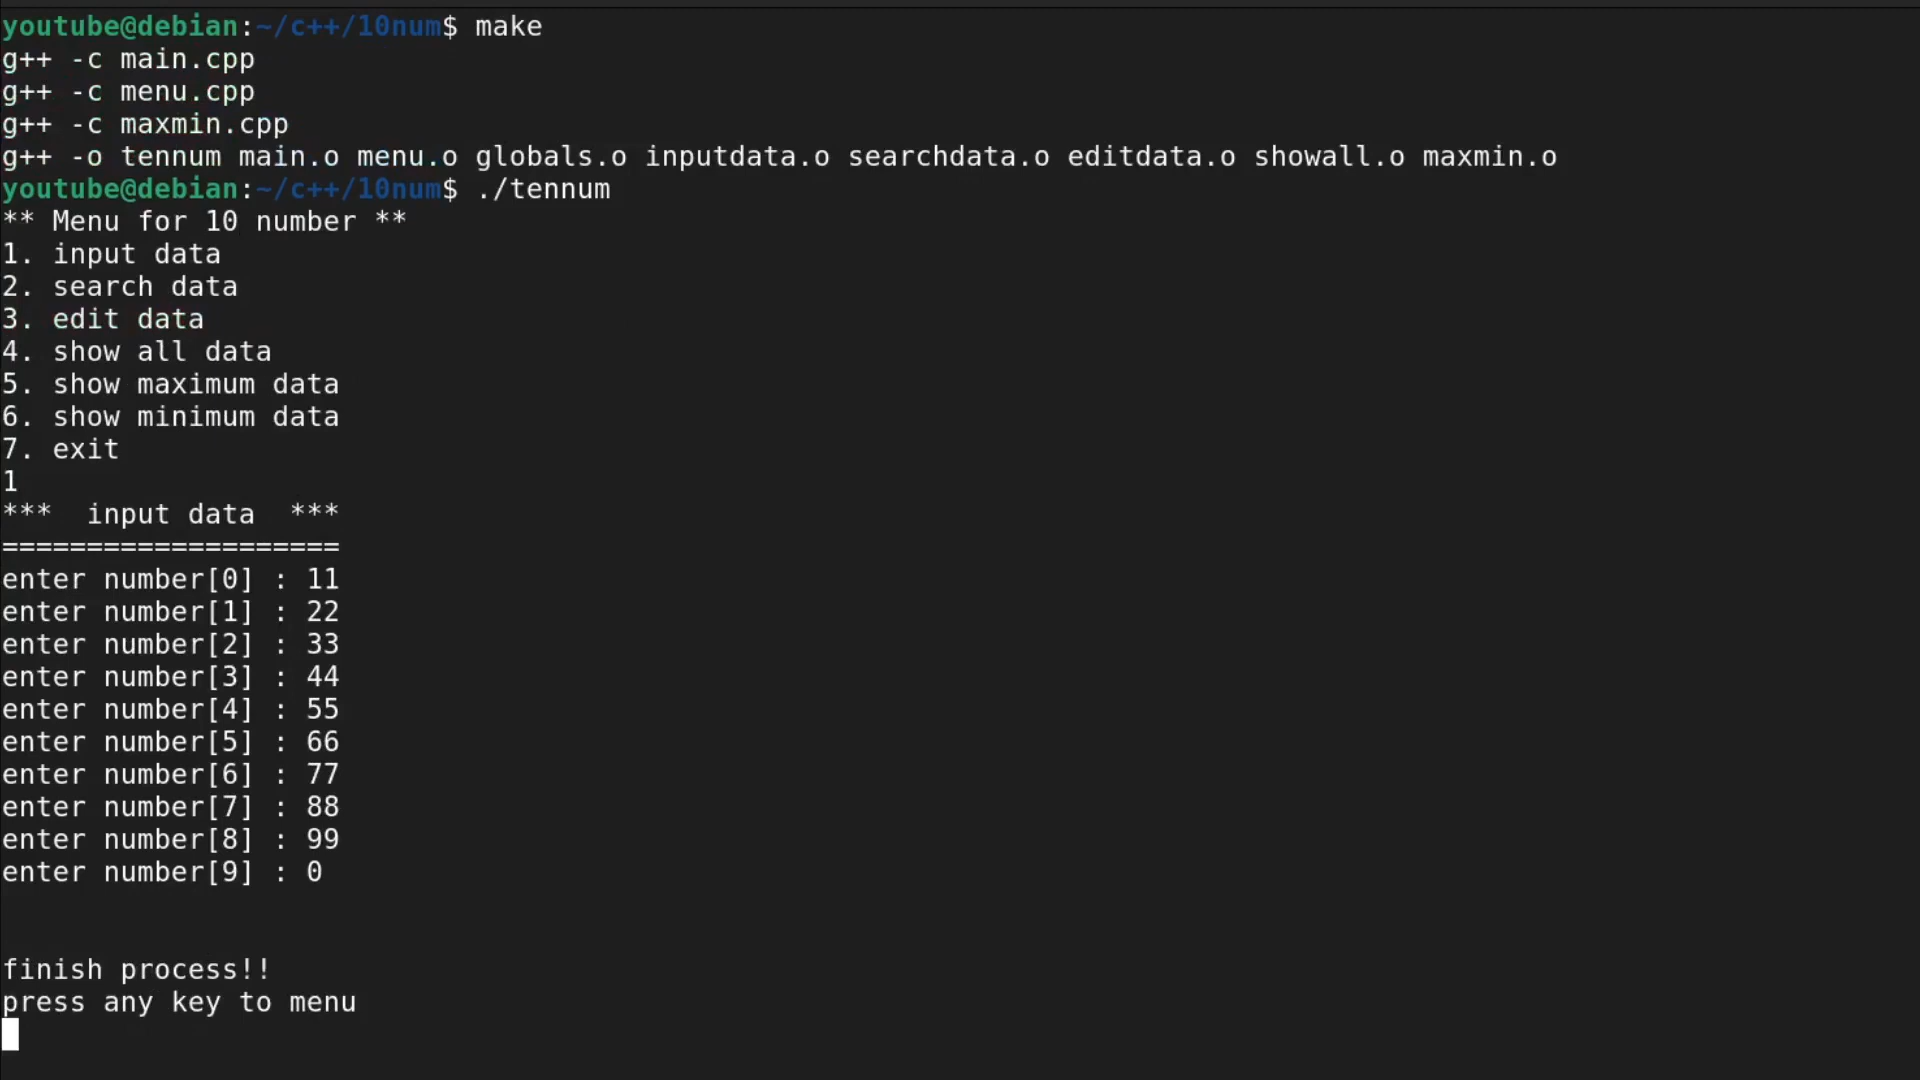 youtube@debian:~/c++/10num$ make
g++ -c main.cpp
g++ -c menu.cpp
g++ -c maxmin.cpp
g++ -o tennum main.o menu.o globals.o inputdata.o searchdata.o editdata.o showall.o maxmin.o
youtube@debian:~/c++/10num$ ./tennum
** Menu for 10 number **
1. input data
2. search data
3. edit data
4. show all data
5. show maximum data
6. show minimum data
7. exit
1
***  input data  ***
====================
enter number[0] : 11
enter number[1] : 22
enter number[2] : 33
enter number[3] : 44
enter number[4] : 55
enter number[5] : 66
enter number[6] : 77
enter number[7] : 88
enter number[8] : 99
enter number[9] : 0
finish process!!
press any key to menu